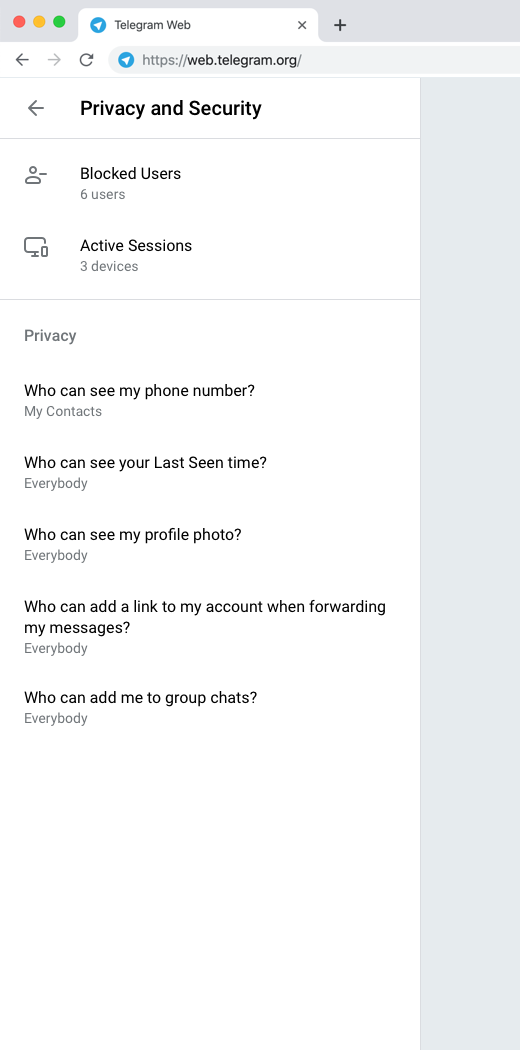 Telegram Web
https://web.telegram.org/
Privacy and Security
Blocked Users
6 users
Active Sessions
3 devices
Privacy
Who can see my phone number?
My Contacts
Who can see your Last Seen time?
Everybody
Who can see my profile photo?
Everybody
Who can add a link to my account when forwarding
my messages?
Everybody
Who can add me to group chats?
Everybody